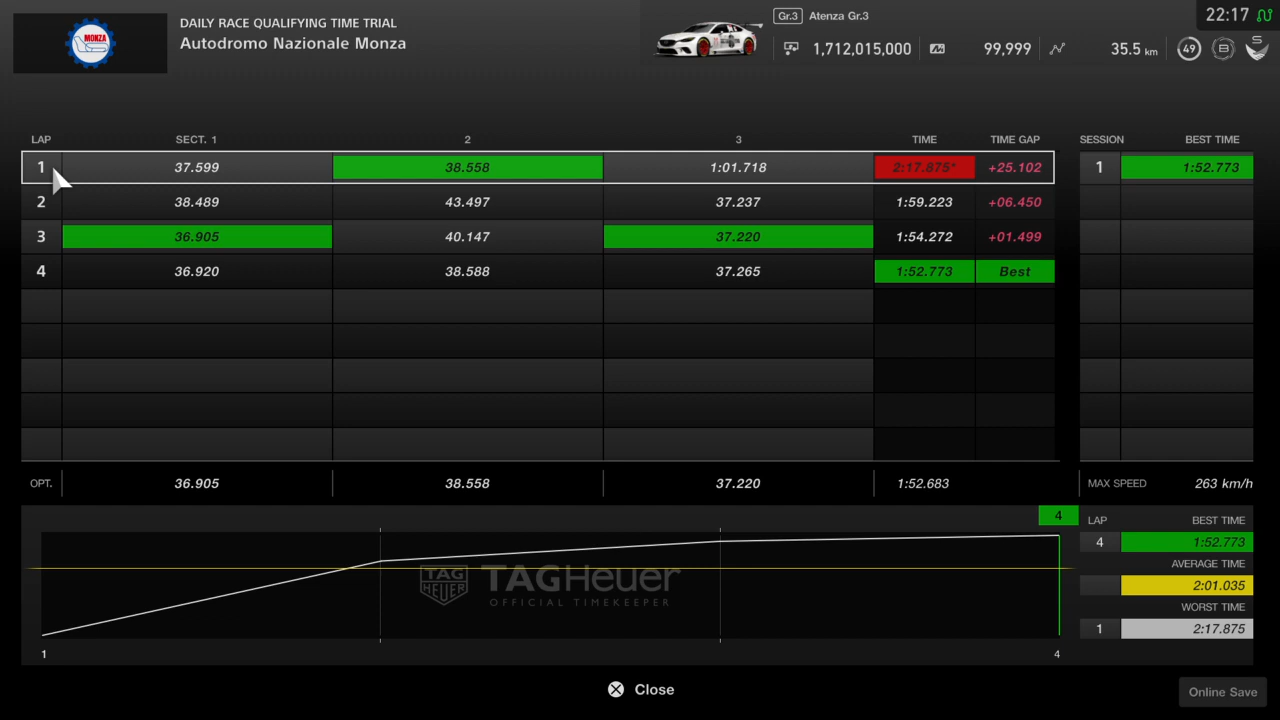 MONZA
DAILY RACE QUALIFYING TIME TRIAL
Autodromo Nazionale Monza
Gr.3 Atenza Gr.3
22:17
1,712,015,000 99,999 35.5 km 49 B S
LAP SECT. 1 2 3 TIME TIME GAP SESSION BEST TIME
1 37.599 38.558 1:01.718 2:17.875* +25.102 1 1:52.773
2 38.489 43.497 37.237 1:59.223 +06.450
3 36.905 40.147 37.220 1:54.272 +01.499
4 36.920 38.588 37.265 1:52.773 Best
OPT. 36.905 38.558 37.220 1:52.683 MAX SPEED 263 km/h
4 LAP BEST TIME
4 1:52.773
AVERAGE TIME
2:01.035
WORST TIME
1 2:17.875
TAG HEUER TAGHeuer
OFFICIAL TIMEKEEPER
1 4
Close
Online Save